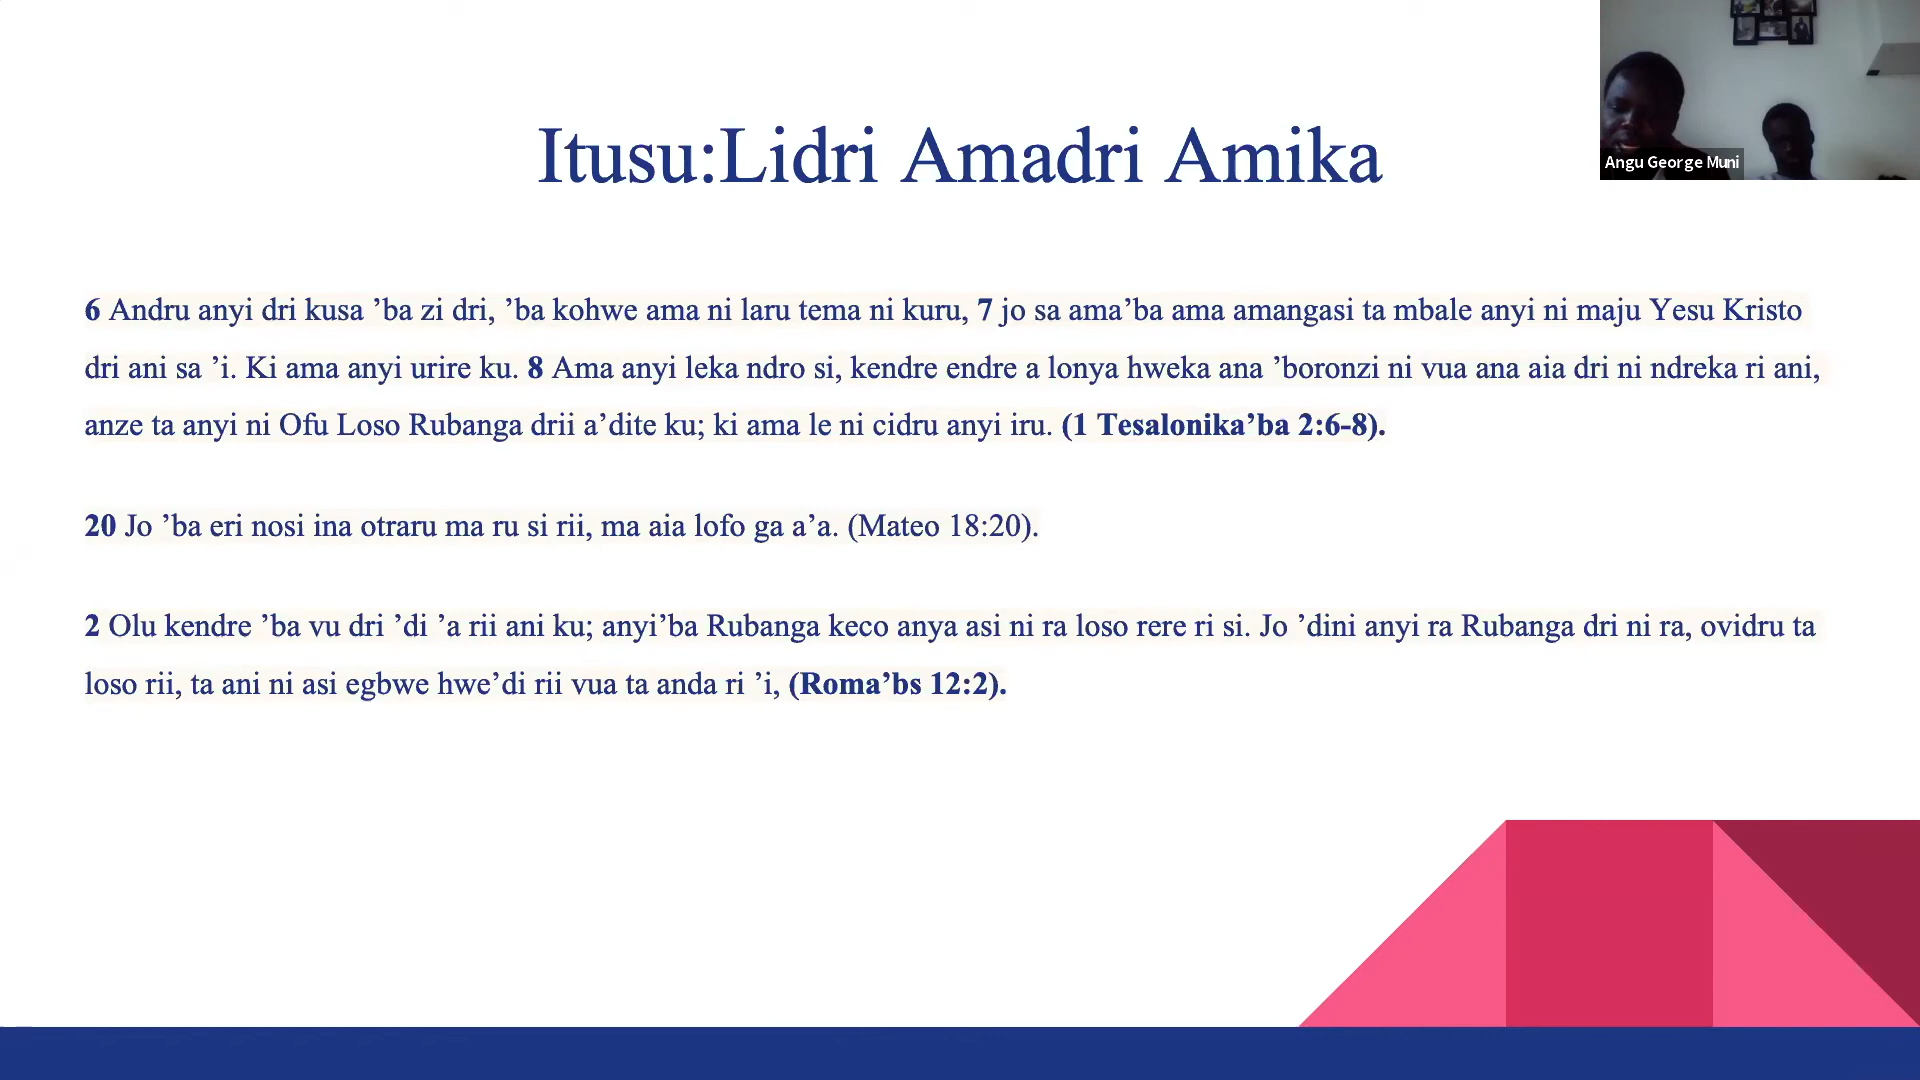 Itusu:Lidri Amadri Amika
Angu George Muni
6 Andru anyi dri kusa ’ba zi dri, ’ba kohwe ama ni laru tema ni kuru, 7 jo sa ama’ba ama amangasi ta mbale anyi ni maju Yesu Kristo
dri ani sa ’i. Ki ama anyi urire ku. 8 Ama anyi leka ndro si, kendre endre a lonya hweka ana ’boronzi ni vua ana aia dri ni ndreka ri ani,
anze ta anyi ni Ofu Loso Rubanga drii a’dite ku; ki ama le ni cidru anyi iru. (1 Tesalonika’ba 2:6-8).
20 Jo ’ba eri nosi ina otraru ma ru si rii, ma aia lofo ga a’a. (Mateo 18:20).
2 Olu kendre ’ba vu dri ’di ’a rii ani ku; anyi’ba Rubanga keco anya asi ni ra loso rere ri si. Jo ’dini anyi ra Rubanga dri ni ra, ovidru ta
loso rii, ta ani ni asi egbwe hwe’di rii vua ta anda ri ’i, (Roma’bs 12:2).